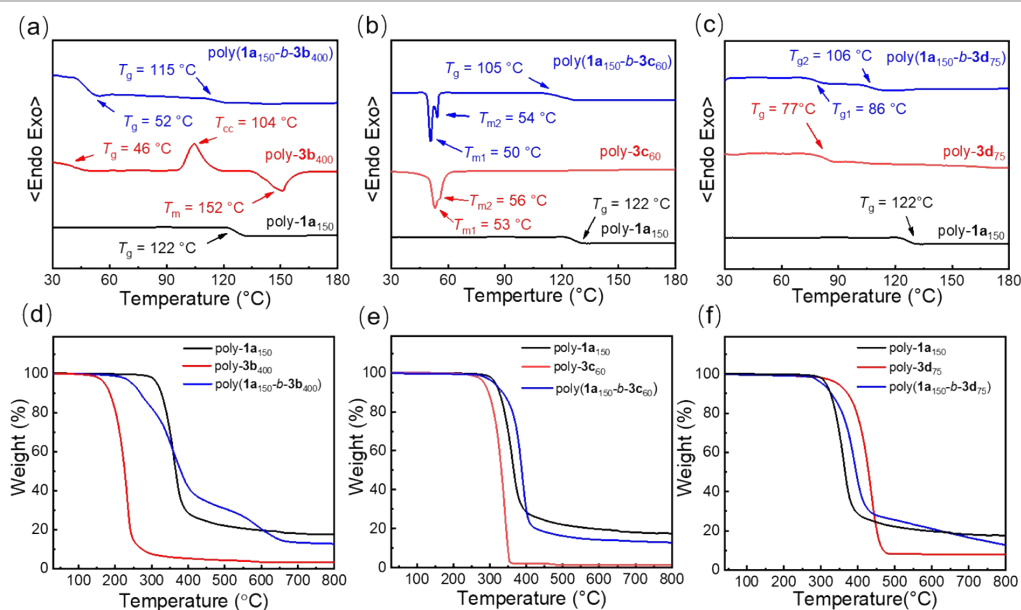 (a)
poly(1a150-b-3b400)
Tg = 115 °C
Tg = 52 °C
Tcc = 104 °C
Tg = 46 °C
poly-3b400
Tm = 152 °C
poly-1a150
Tg = 122 °C
<Endo Exo>
30 60 90 120 150 180
Temperature (°C)
(b)
Tg = 105 °C
poly(1a150-b-3c60)
Tm2 = 54 °C
Tm1 = 50 °C
poly-3c60
Tm2 = 56 °C
Tm1 = 53 °C
Tg = 122 °C
poly-1a150
<Endo Exo>
30 60 90 120 150 180
Temperture (°C)
(c)
Tg2 = 106 °C
poly(1a150-b-3d75)
Tg = 77°C
Tg1 = 86 °C
poly-3d75
Tg = 122°C
poly-1a150
<Endo Exo>
30 60 90 120 150 180
Temperature (°C)
(d)
poly-1a150
poly-3b400
poly(1a150-b-3b400)
Weight (%)
100
80
60
40
20
0
100 200 300 400 500 600 700 800
Temperature (°C)
(e)
poly-1a150
poly-3c60
poly(1a150-b-3c60)
Weight (%)
100
80
60
40
20
0
100 200 300 400 500 600 700 800
Temperature (°C)
(f)
poly-1a150
poly-3d75
poly(1a150-b-3d75)
Weight (%)
100
80
60
40
20
0
100 200 300 400 500 600 700 800
Temperature(°C)